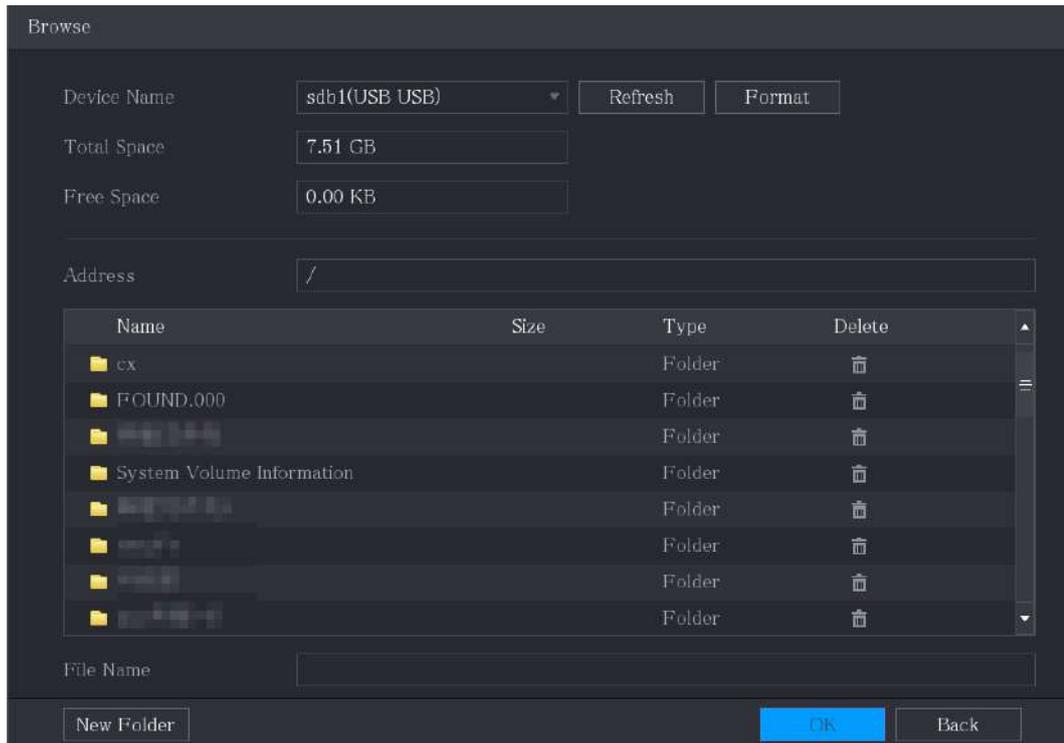 Browse
Device Name sdb1(USB USB) Refresh Format
Total Space 7.51 GB
Free Space 0.00 KB
Address /
Name Size Type Delete
cx Folder
FOUND.000 Folder
Folder
System Volume Information Folder
Folder
Folder
Folder
Folder
File Name
New Folder OK Back